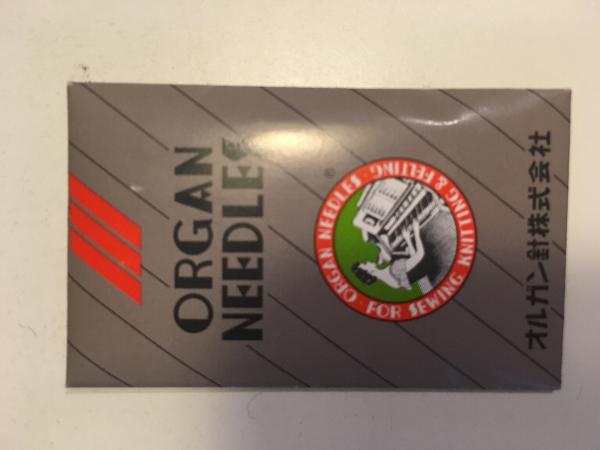 ORGAN
NEEDLES
®
ORGAN NEEDLES · FOR SEWING KNITTING & FELTING ·
オルガン針株式会社